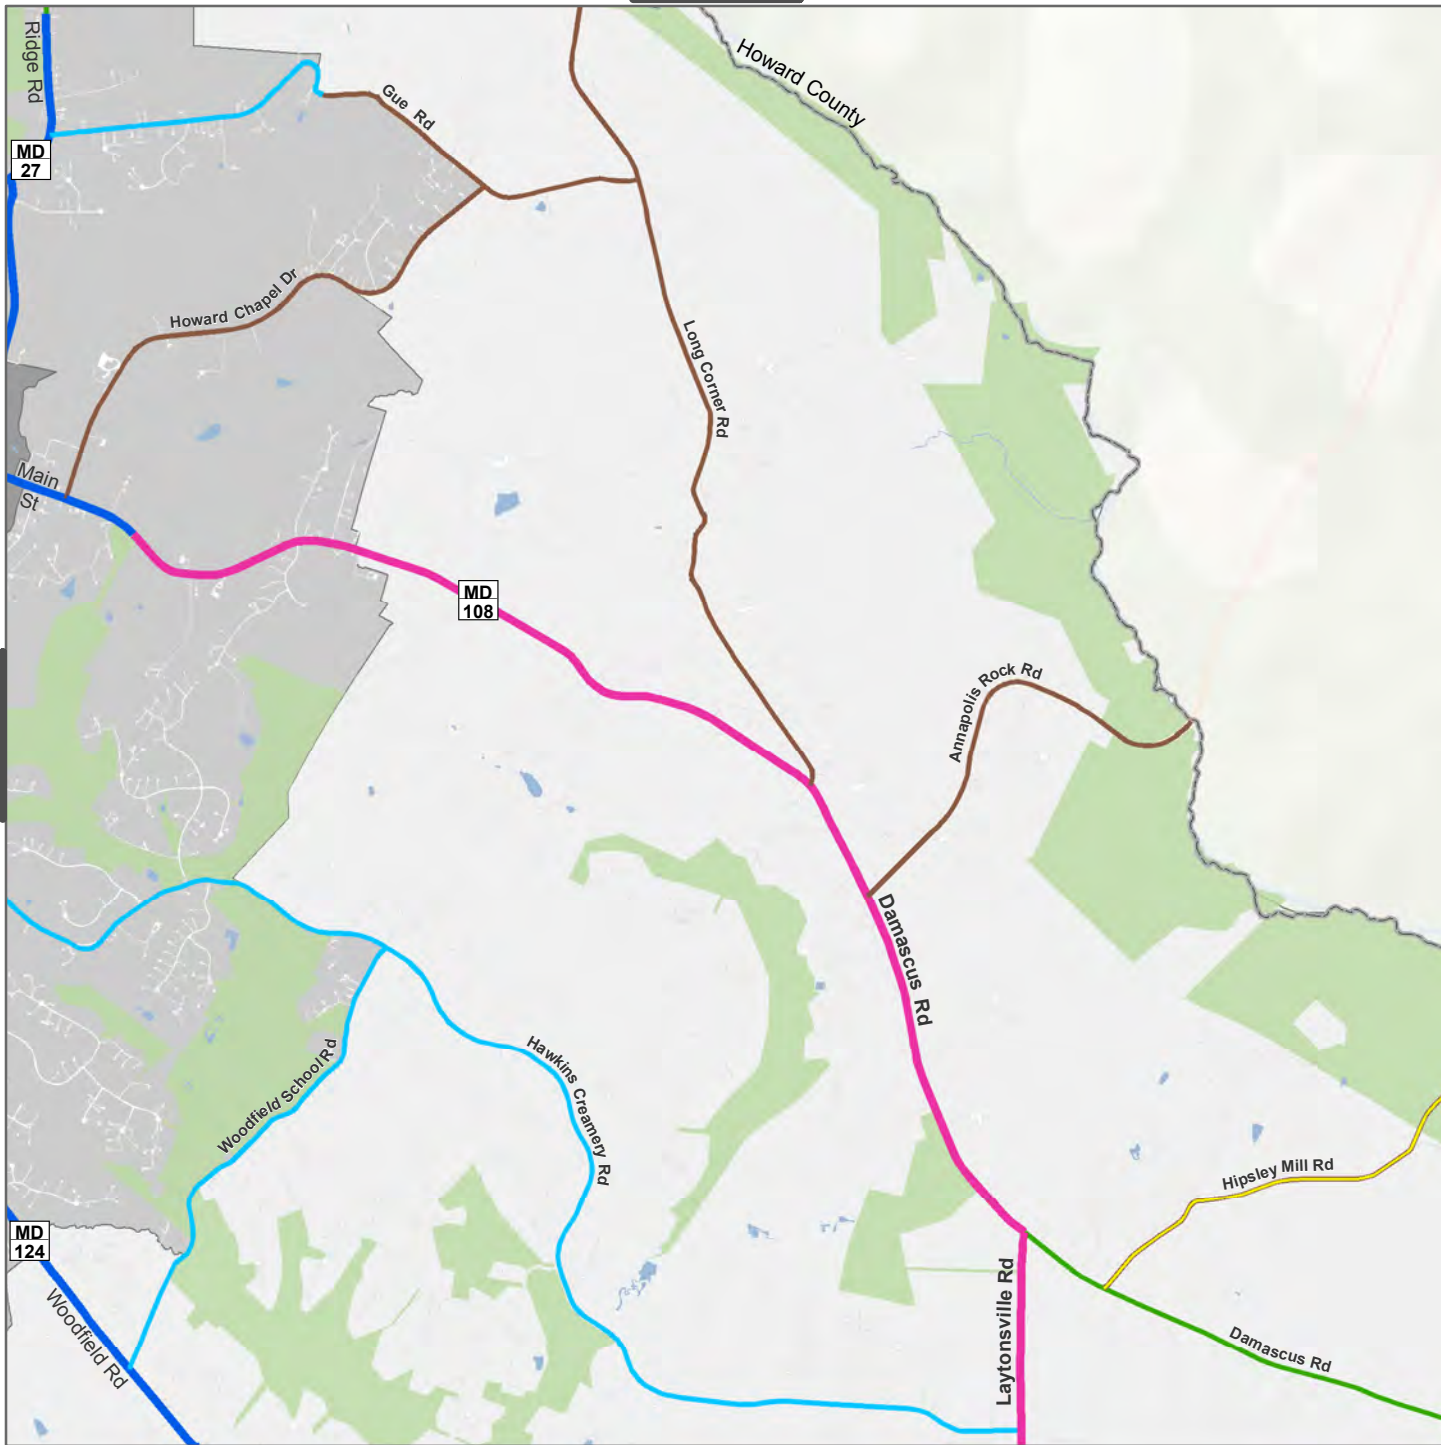 Ridge Rd
Howard County
Gue Rd
MD
27
Howard Chapel Dr
Long Corner Rd
Main
St
MD
108
Annapolis Rock Rd
Damascus Rd
Hawkins Creamery Rd
Woodfield School Rd
Hipsley Mill Rd
MD
124
Laytonsville Rd
Woodfield Rd
Damascus Rd